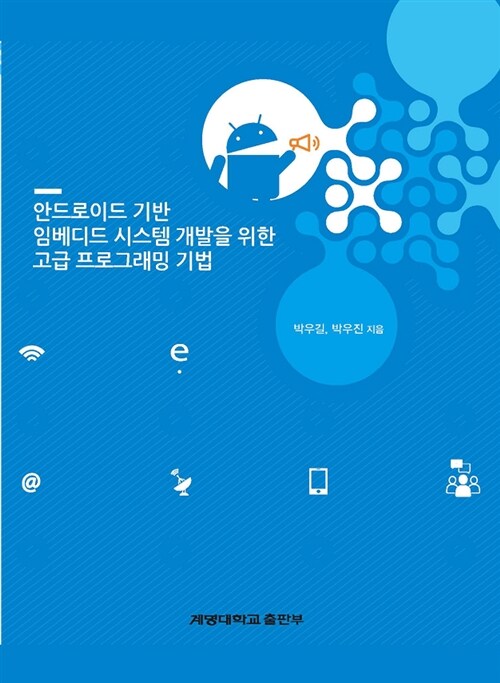 안드로이드 기반
임베디드 시스템 개발을 위한
고급 프로그래밍 기법
박우길, 박우진 지음
e
@
계명대학교 출판부